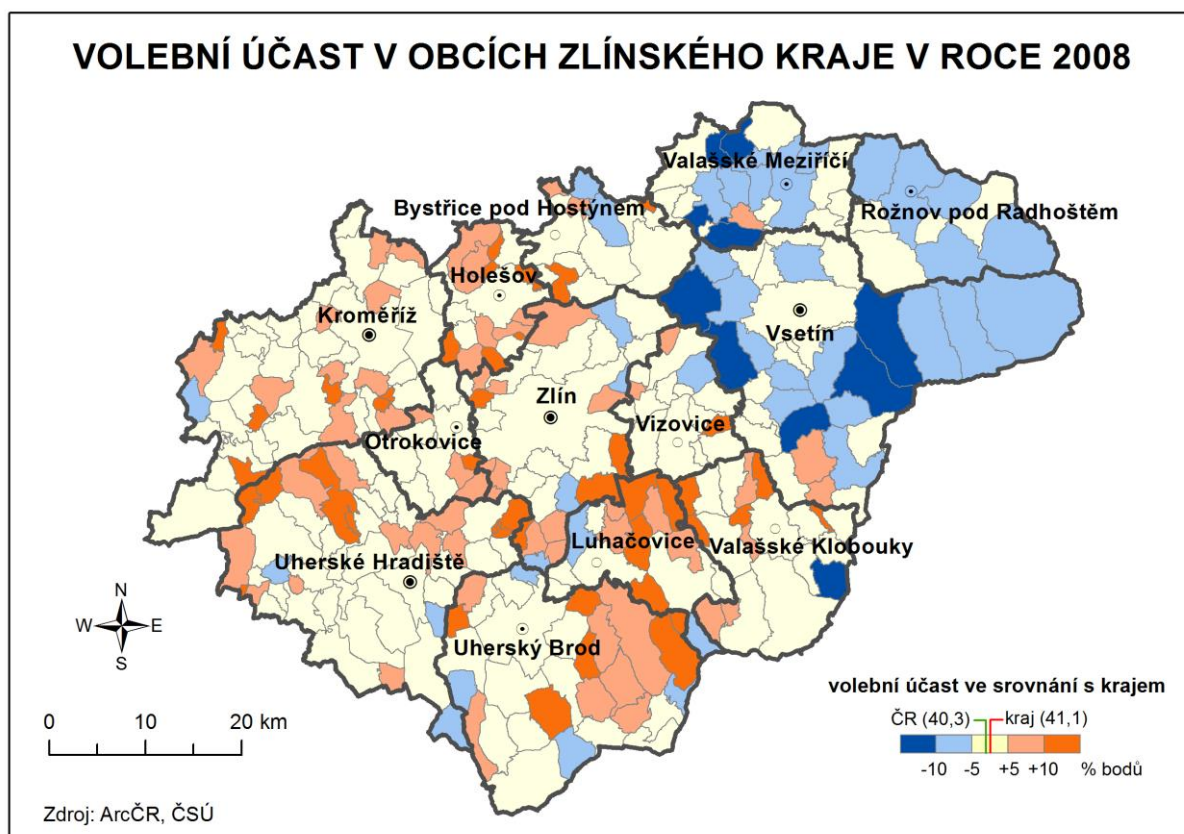 VOLEBNÍ ÚČAST V OBCÍCH ZLÍNSKÉHO KRAJE V ROCE 2008
Valašské Meziříčí
Bystřice pod Hostýnem
Rožnov pod Radhoštěm
Holešov
Kroměříž
Vsetín
Zlín
Vizovice
Otrokovice
Luhačovice
Valašské Klobouky
Uherské Hradiště
Uherský Brod
N
W E
S
0 10 20 km
volební účast ve srovnání s krajem
ČR (40,3) kraj (41,1)
-10 -5 +5 +10 % bodů
Zdroj: ArcČR, ČSÚ